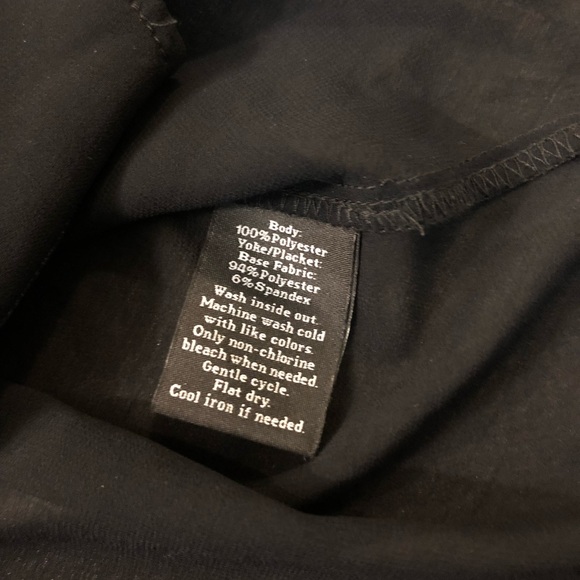 Body:
100%Polyester
Yoke/Placket:
Base Fabric:
94%Polyester
6%Spandex
Wash inside out.
Machine wash cold
with like colors.
Only non-chlorine
bleach when needed.
Gentle cycle.
Flat dry.
Cool iron if needed.